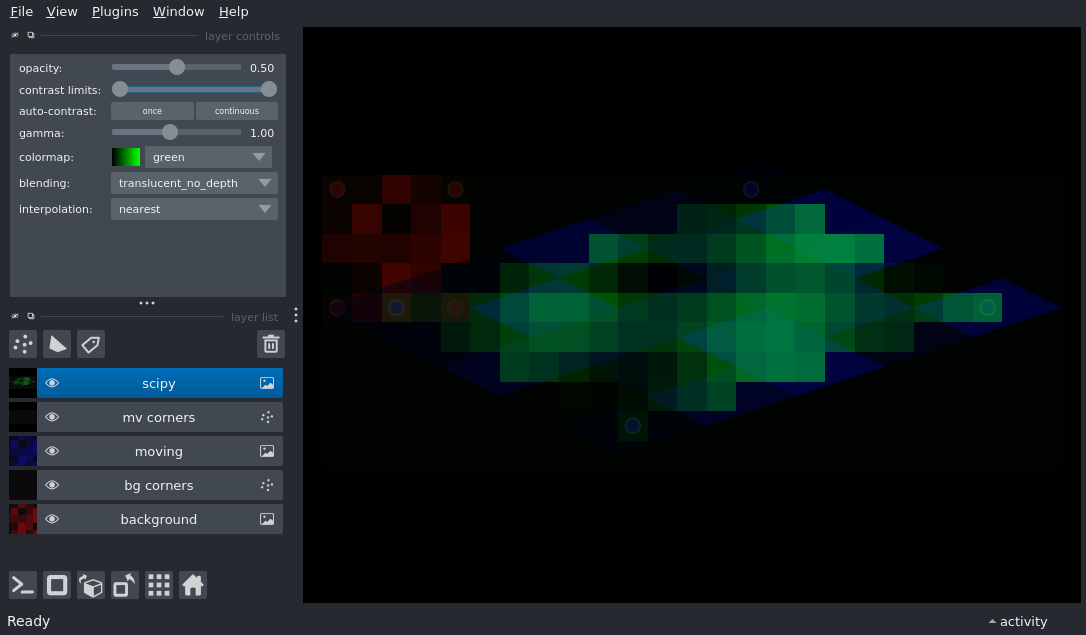 File View Plugins Window Help
layer controls
opacity: 0.50
contrast limits:
auto-contrast: once continuous
gamma: 1.00
colormap: green
blending: translucent_no_depth
interpolation: nearest
layer list
scipy
mv corners
moving
bg corners
background
Ready activity